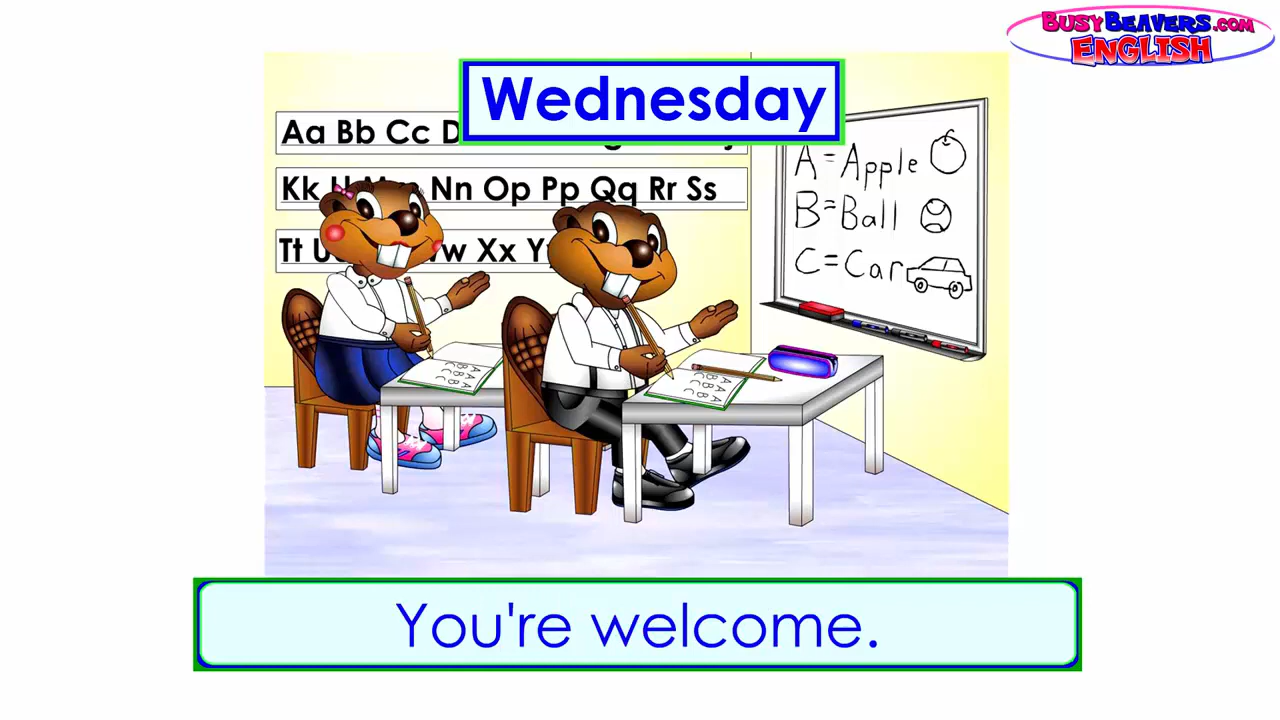 BUSYBEAVERS.COM
ENGLISH
Wednesday
Aa Bb Cc D
Kk Nn Op Pp Qq Rr Ss
Tt U w Xx Y
A=Apple
B=Ball
C=Car
A B C
A B C
A B C
A B C
You're welcome.